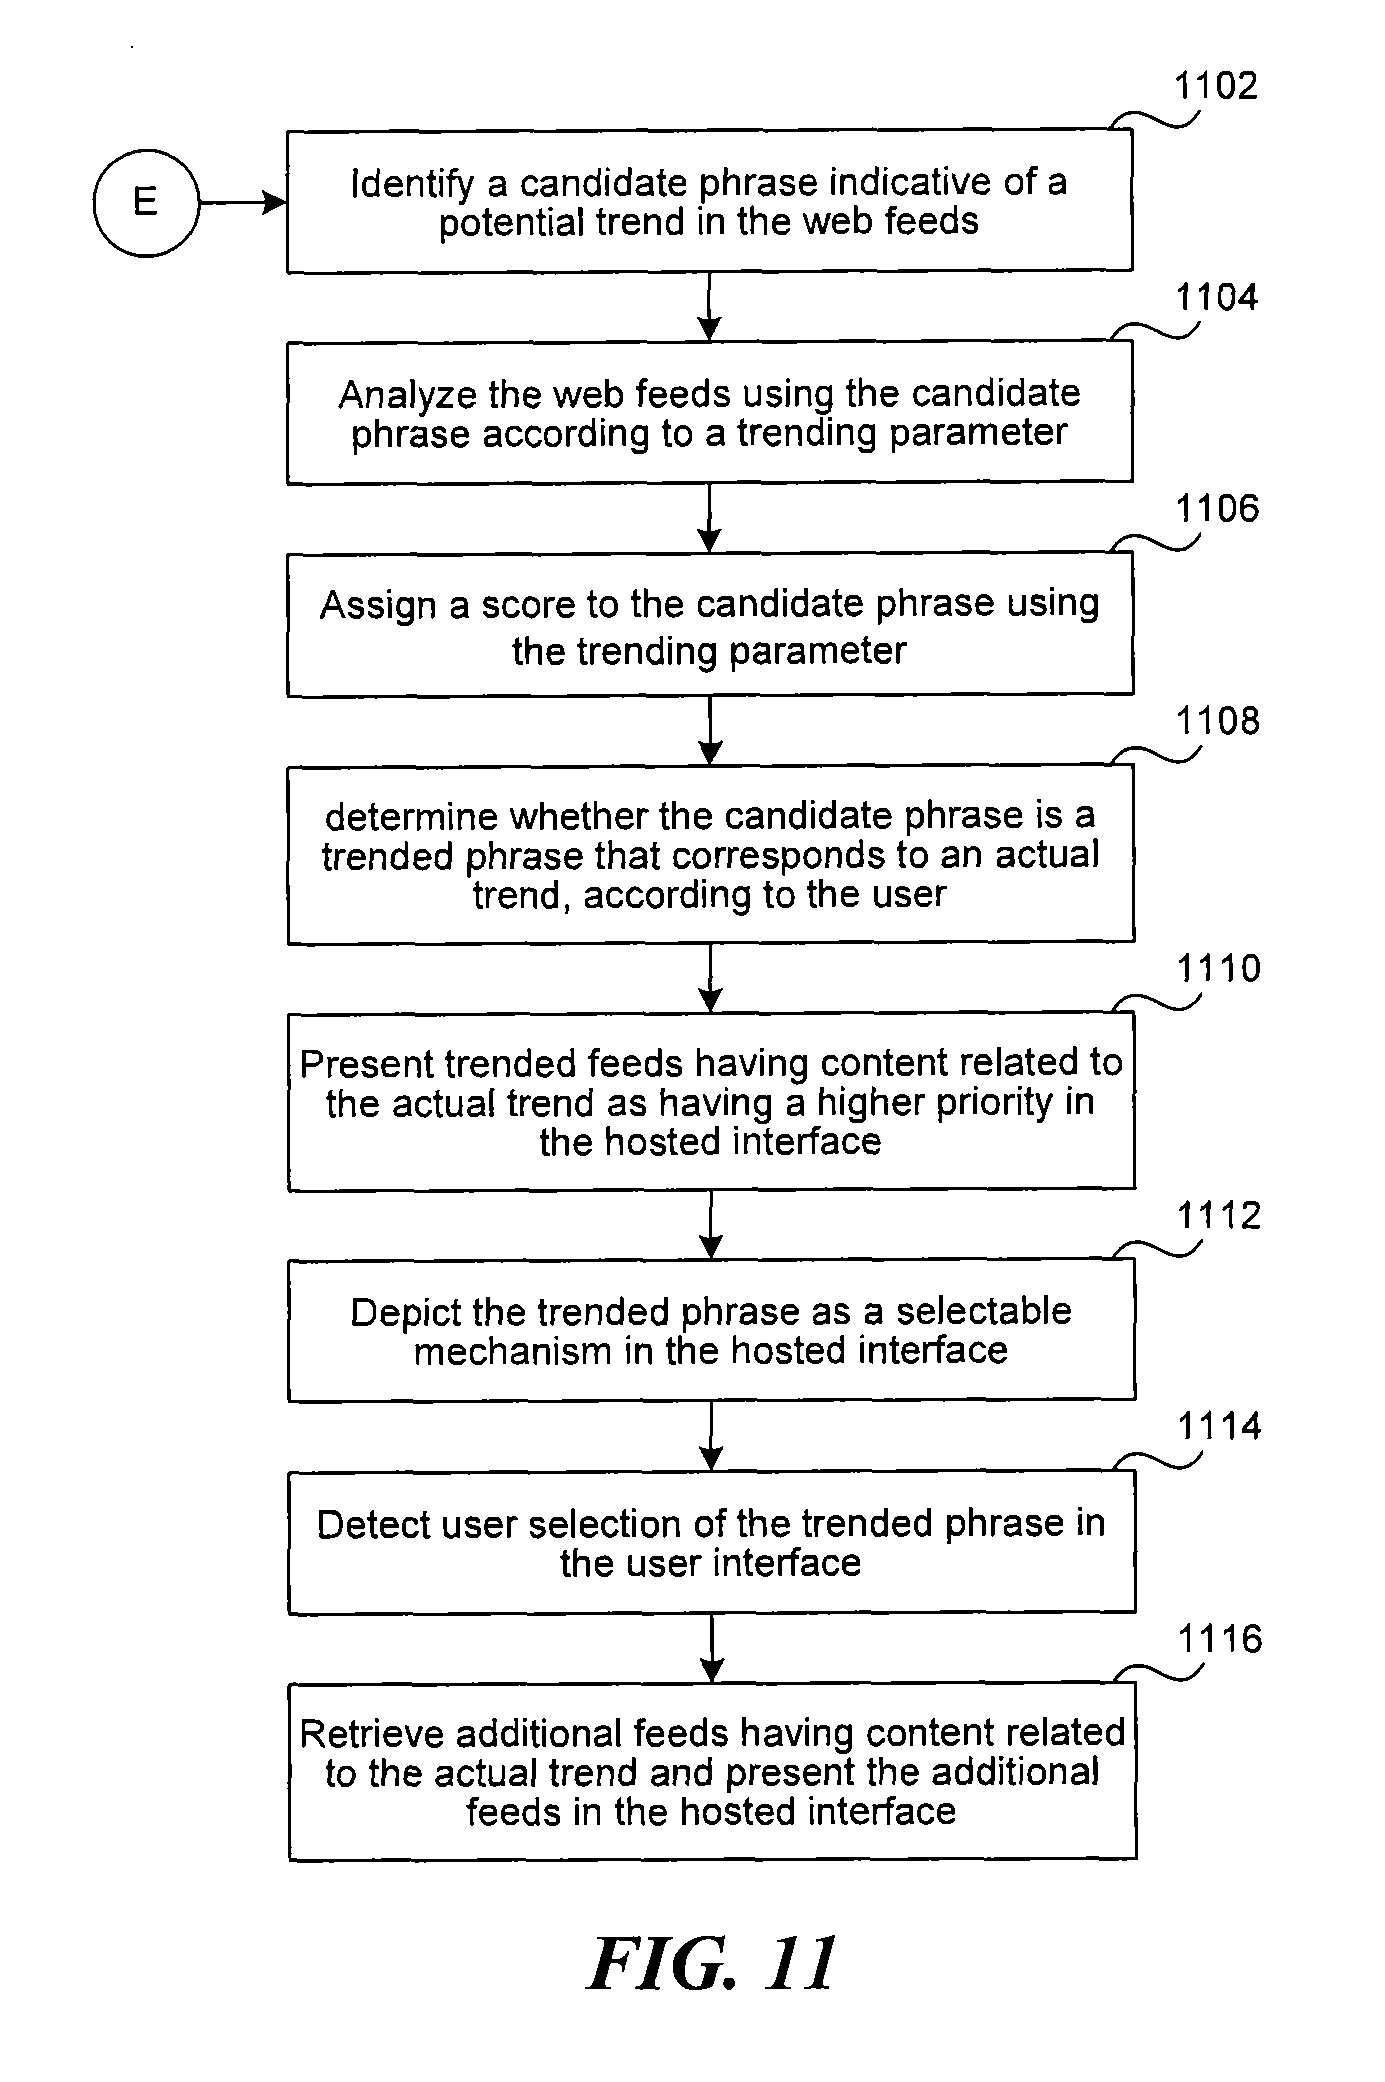 1102
E
Identify a candidate phrase indicative of a
potential trend in the web feeds
1104
Analyze the web feeds using the candidate
phrase according to a trending parameter
1106
Assign a score to the candidate phrase using
the trending parameter
1108
determine whether the candidate phrase is a
trended phrase that corresponds to an actual
trend, according to the user
1110
Present trended feeds having content related to
the actual trend as having a higher priority in
the hosted interface
1112
Depict the trended phrase as a selectable
mechanism in the hosted interface
1114
Detect user selection of the trended phrase in
the user interface
1116
Retrieve additional feeds having content related
to the actual trend and present the additional
feeds in the hosted interface
FIG. 11